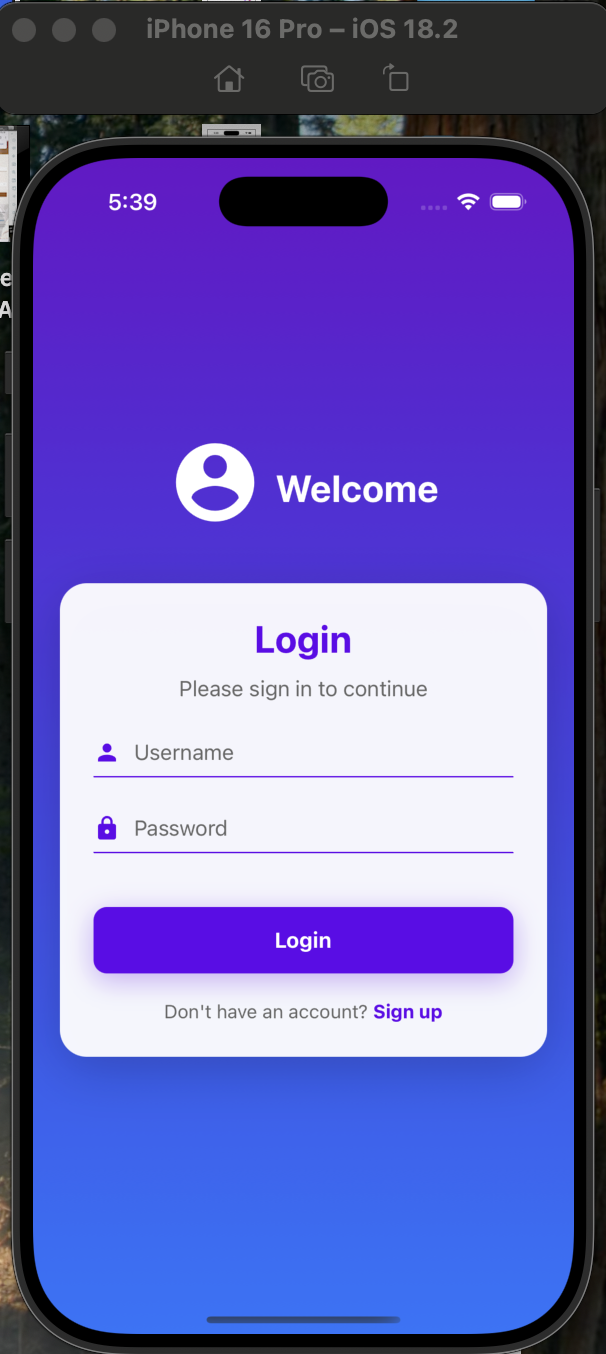 iPhone 16 Pro – iOS 18.2
5:39
e
A
Welcome
Login
Please sign in to continue
Username
Password
Login
Don't have an account? Sign up